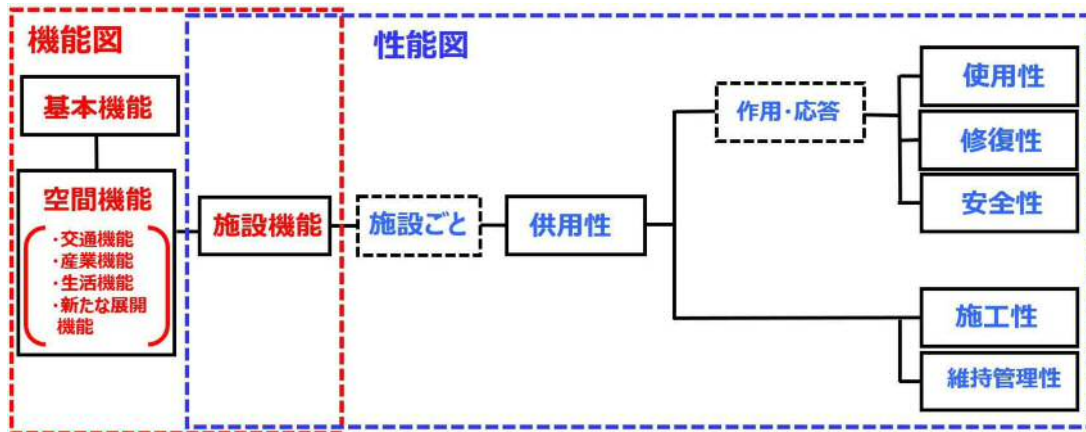 機能図
基本機能
空間機能
・交通機能
・産業機能
・生活機能
・新たな展開
機能
性能図
施設機能
施設ごと
供用性
作用・応答
使用性
修復性
安全性
施工性
維持管理性